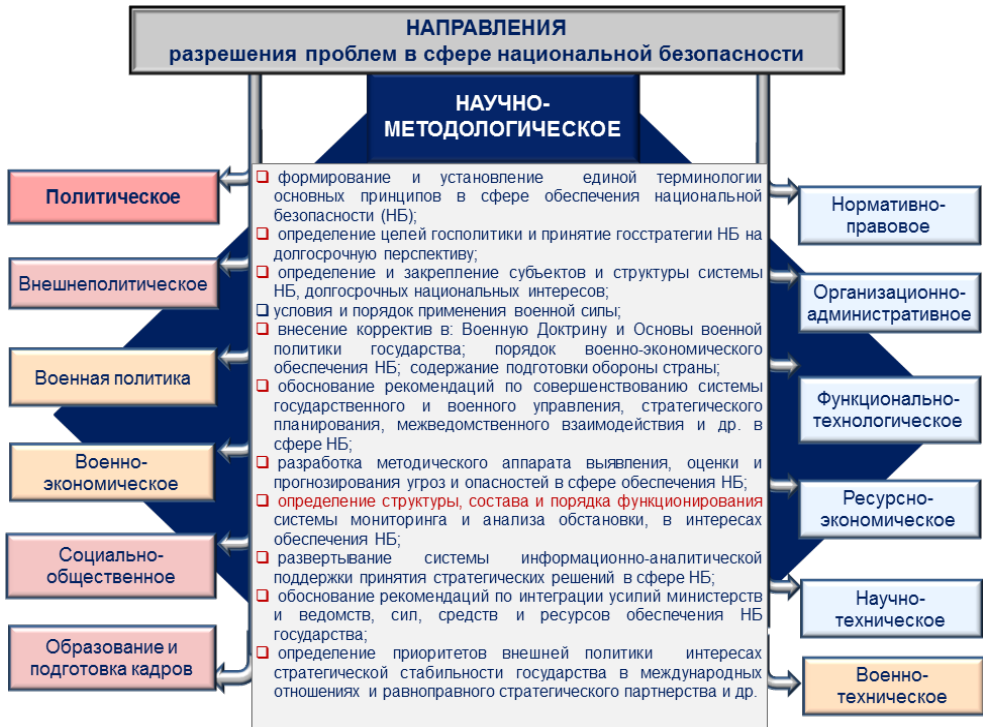 НАПРАВЛЕНИЯ
разрешения проблем в сфере национальной безопасности
НАУЧНО-
МЕТОДОЛОГИЧЕСКОЕ
Политическое
Внешнеполитическое
Военная политика
Военно-
экономическое
Социально-
общественное
Образование и
подготовка кадров
формирование и установление единой терминологии
основных принципов в сфере обеспечения национальной
безопасности (НБ);
определение целей госполитики и принятие госстратегии НБ на
долгосрочную перспективу;
определение и закрепление субъектов и структуры системы
НБ, долгосрочных национальных интересов;
условия и порядок применения военной силы;
внесение корректив в: Военную Доктрину и Основы военной
политики государства; порядок военно-экономического
обеспечения НБ; содержание подготовки обороны страны;
обоснование рекомендаций по совершенствованию системы
государственного и военного управления, стратегического
планирования, межведомственного взаимодействия и др. в
сфере НБ;
разработка методического аппарата выявления, оценки и
прогнозирования угроз и опасностей в сфере обеспечения НБ;
определение структуры, состава и порядка функционирования
системы мониторинга и анализа обстановки, в интересах
обеспечения НБ;
развертывание системы информационно-аналитической
поддержки принятия стратегических решений в сфере НБ;
обоснование рекомендаций по интеграции усилий министерств
и ведомств, сил, средств и ресурсов обеспечения НБ
государства;
определение приоритетов внешней политики интересах
стратегической стабильности государства в международных
отношениях и равноправного стратегического партнерства и др.
Нормативно-
правовое
Организационно-
административное
Функционально-
технологическое
Ресурсно-
экономическое
Научно-
техническое
Военно-
техническое